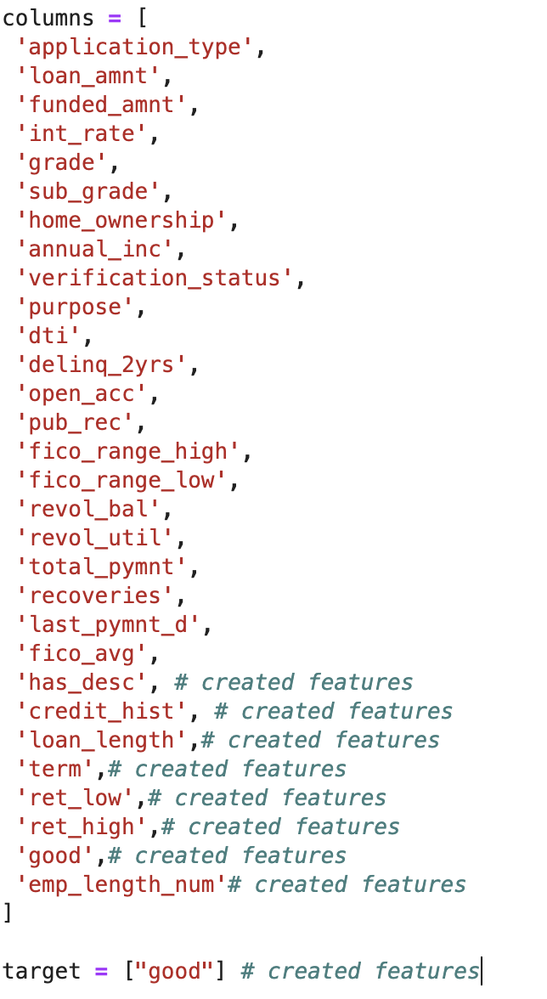 columns = [
'application_type',
'loan_amnt',
'funded_amnt',
'int_rate',
'grade',
'sub_grade',
'home_ownership',
'annual_inc',
'verification_status',
'purpose',
'dti',
'delinq_2yrs',
'open_acc',
'pub_rec',
'fico_range_high',
'fico_range_low',
'revol_bal',
'revol_util',
'total_pymnt',
'recoveries',
'last_pymnt_d',
'fico_avg',
'has_desc', # created features
'credit_hist', # created features
'loan_length',# created features
'term',# created features
'ret_low',# created features
'ret_high',# created features
'good',# created features
'emp_length_num'# created features
]
target = ["good"] # created features